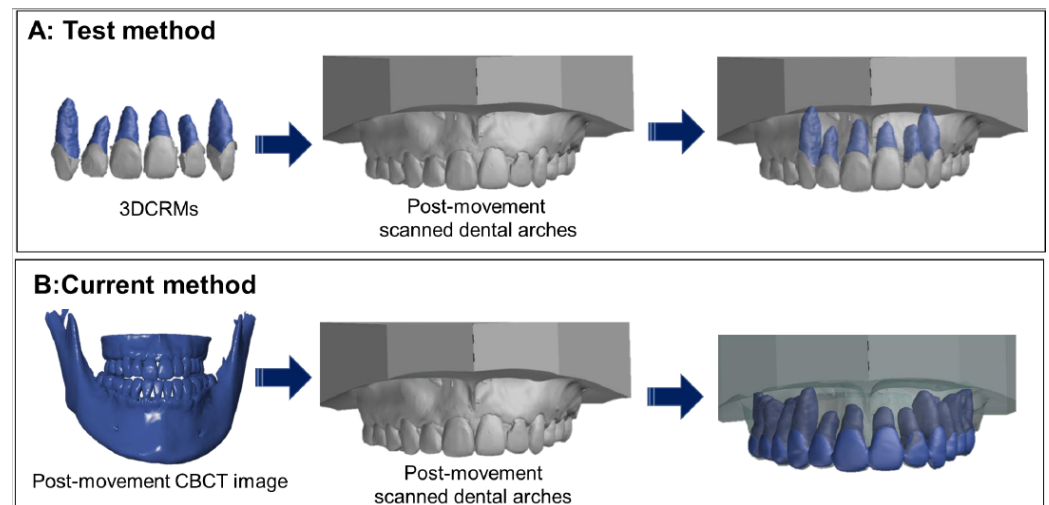 A: Test method
3DCRMs
Post-movement
scanned dental arches
B:Current method
Post-movement CBCT image
Post-movement
scanned dental arches